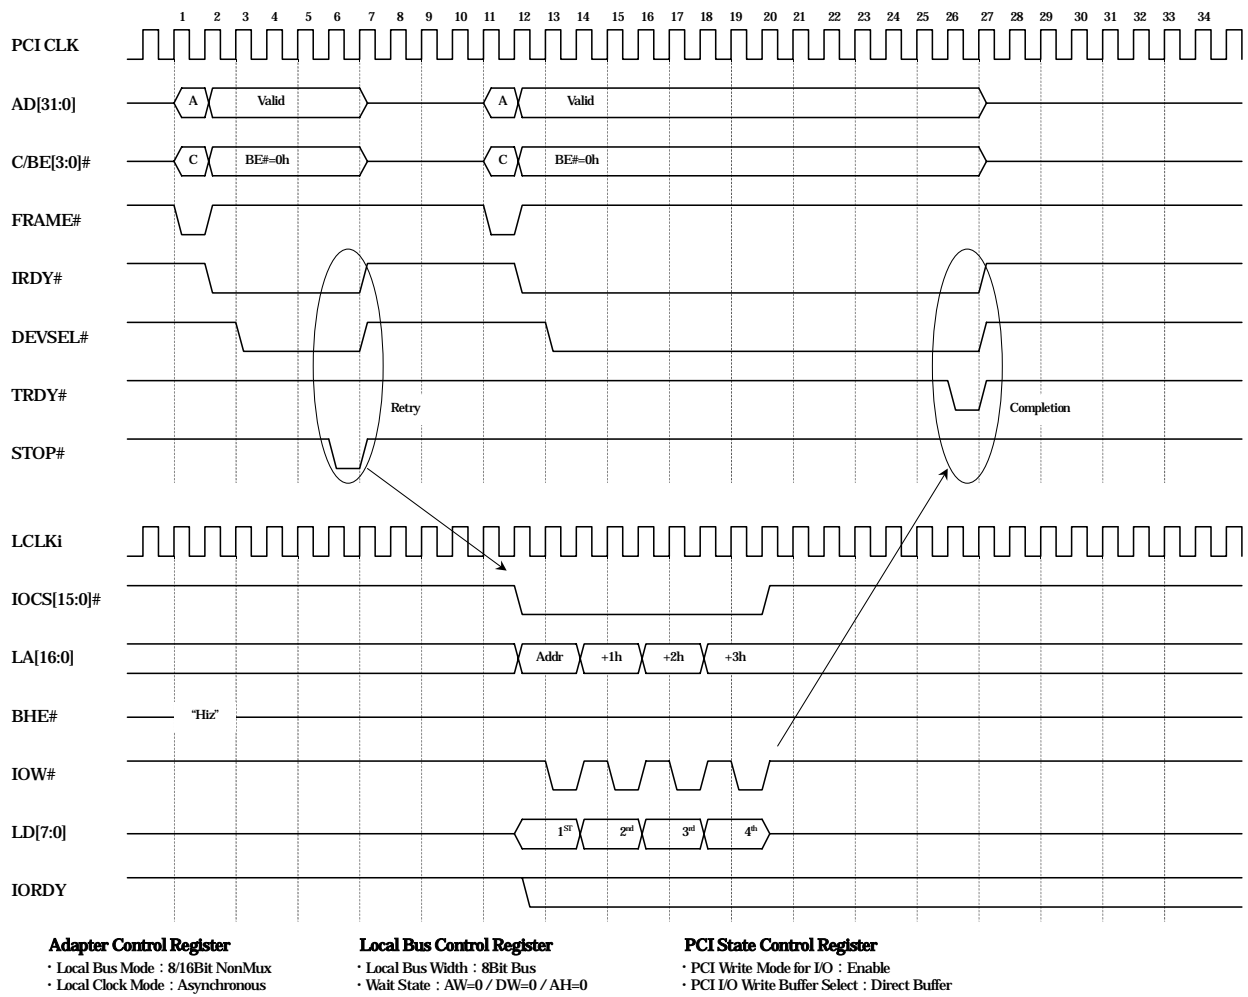 1 2 3 4 5 6 7 8 9 10 11 12 13 14 15 16 17 18 19 20 21 22 23 24 25 26 27 28 29 30 31 32 33 34
PCI CLK
AD[31:0] A Valid A Valid
C/BE[3:0]# C BE#=0h C BE#=0h
FRAME#
IRDY#
DEVSEL#
TRDY#
Retry Completion
STOP#
LCLKi
IOCS[15:0]#
LA[16:0] Addr +1h +2h +3h
BHE# "Hiz"
IOW#
LD[7:0] 1ST 2nd 3rd 4th
IORDY
Adapter Control Register
・Local Bus Mode : 8/16Bit NonMux
・Local Clock Mode : Asynchronous
Local Bus Control Register
・Local Bus Width : 8Bit Bus
・Wait State : AW=0 / DW=0 / AH=0
PCI State Control Register
・PCI Write Mode for I/O : Enable
・PCI I/O Write Buffer Select : Direct Buffer